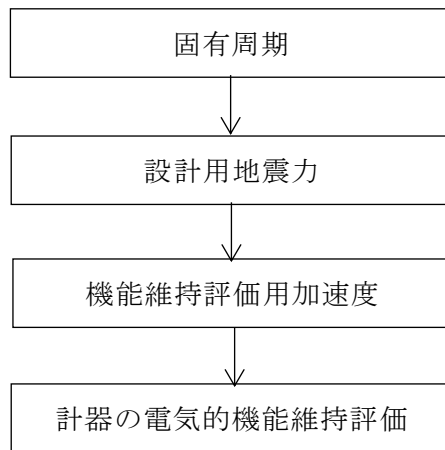 固有周期
設計用地震力
機能維持評価用加速度
計器の電気的機能維持評価